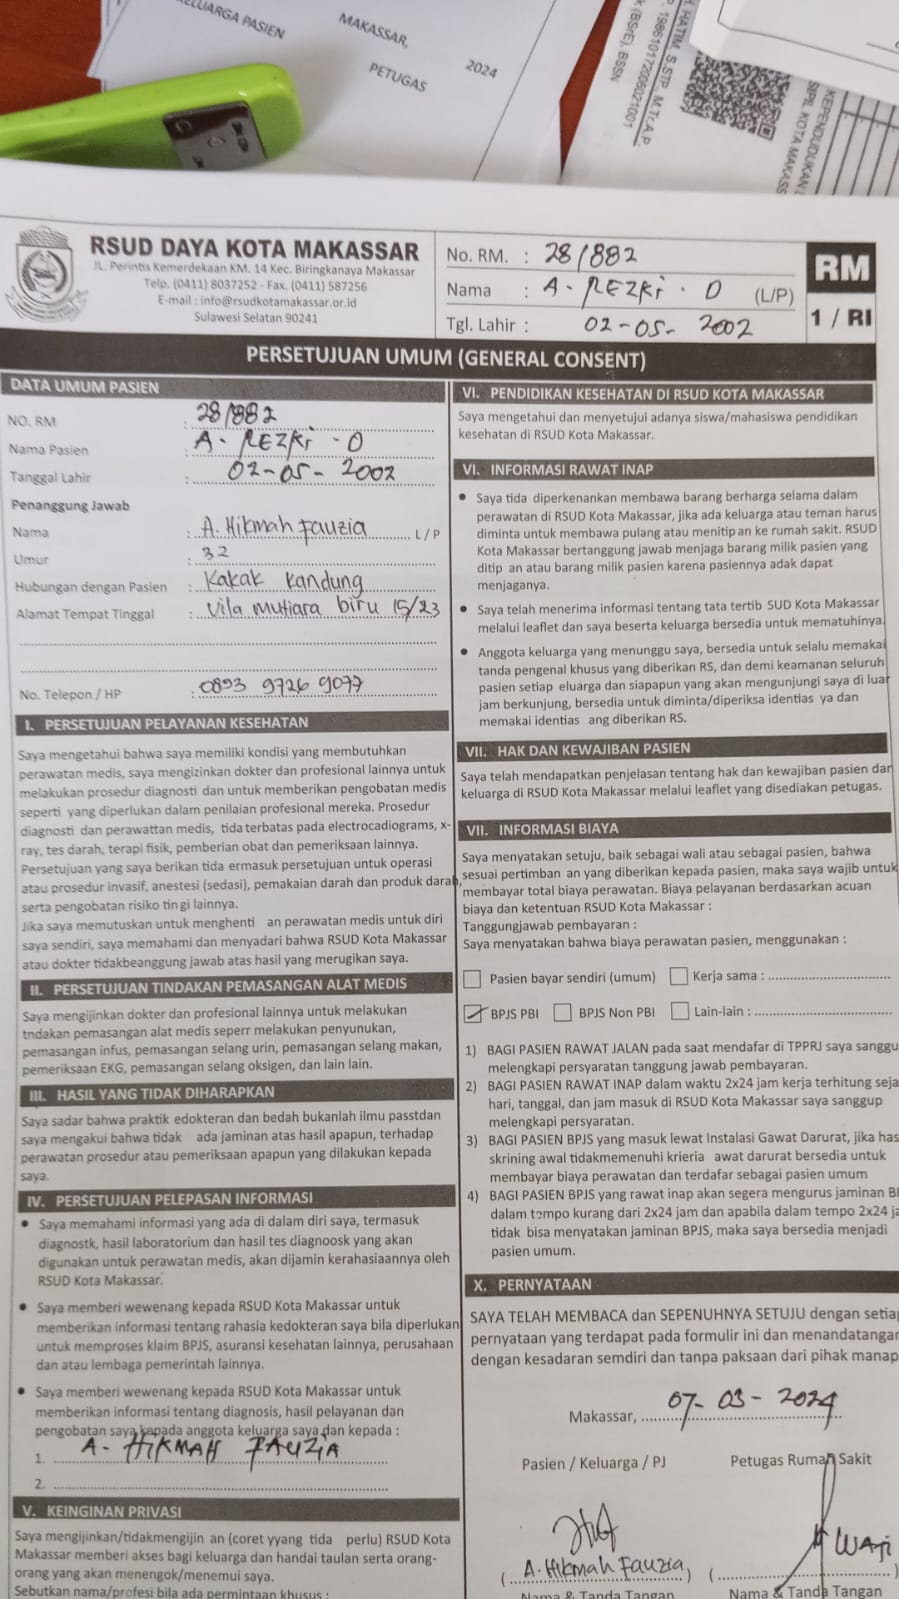 KELUARGA PASIEN
MAKASSAR,
2024
PETUGAS
HATIM, S.STP, M.Tr.A.P.
198610172006021001
(BSrE), BSSN
KEPENDUDUKAN
SIPIL KOTA MAKASS
RSUD DAYA KOTA MAKASSAR
JL. Perintis Kemerdekaan KM. 14 Kec. Biringkanaya Makassar
Telp. (0411) 8037252 - Fax. (0411) 587256
E-mail : info@rsudkotamakassar.or.id
Sulawesi Selatan 90241
No. RM. : 28/882
Nama : A. REZKI . D (L/P)
Tgl. Lahir : 02-05-2002
RM
1 / RI
PERSETUJUAN UMUM (GENERAL CONSENT)
DATA UMUM PASIEN
NO. RM : 28/882
Nama Pasien : A. REZKI . D
Tanggal Lahir : 02-05-2002
Penanggung Jawab
Nama : A. Hikmah Fauzia L/P
Umur : 32
Hubungan dengan Pasien : Kakak kandung
Alamat Tempat Tinggal : Vila mutiara biru 15/23
No. Telepon / HP : 0893 9726 9077
I. PERSETUJUAN PELAYANAN KESEHATAN
Saya mengetahui bahwa saya memiliki kondisi yang membutuhkan
perawatan medis, saya mengizinkan dokter dan profesional lainnya untuk
melakukan prosedur diagnosti dan untuk memberikan pengobatan medis
seperti yang diperlukan dalam penilaian profesional mereka. Prosedur
diagnosti dan perawattan medis, tida terbatas pada electrocadiograms, x-
ray, tes darah, terapi fisik, pemberian obat dan pemeriksaan lainnya.
Persetujuan yang saya berikan tida ermasuk persetujuan untuk operasi
atau prosedur invasif, anestesi (sedasi), pemakaian darah dan produk darah,
serta pengobatan risiko tin gi lainnya.
Jika saya memutuskan untuk menghenti an perawatan medis untuk diri
saya sendiri, saya memahami dan menyadari bahwa RSUD Kota Makassar
atau dokter tidakbeanggung jawab atas hasil yang merugikan saya.
II. PERSETUJUAN TINDAKAN PEMASANGAN ALAT MEDIS
Saya mengijinkan dokter dan profesional lainnya untuk melakukan
tndakan pemasangan alat medis seperr melakukan penyunukan,
pemasangan infus, pemasangan selang urin, pemasangan selang makan,
pemeriksaan EKG, pemasangan selang oksigen, dan lain lain.
III. HASIL YANG TIDAK DIHARAPKAN
Saya sadar bahwa praktik edokteran dan bedah bukanlah ilmu passtdan
saya mengakui bahwa tidak ada jaminan atas hasil apapun, terhadap
perawatan prosedur atau pemeriksaan apapun yang dilakukan kepada
saya.
IV. PERSETUJUAN PELEPASAN INFORMASI
• Saya memahami informasi yang ada di dalam diri saya, termasuk
diagnostk, hasil laboratorium dan hasil tes diagnoosk yang akan
digunakan untuk perawatan medis, akan dijamin kerahasiaannya oleh
RSUD Kota Makassar.
• Saya memberi wewenang kepada RSUD Kota Makassar untuk
memberikan informasi tentang rahasia kedokteran saya bila diperlukan
untuk memproses klaim BPJS, asuransi kesehatan lainnya, perusahaan
dan atau lembaga pemerintah lainnya.
• Saya memberi wewenang kepada RSUD Kota Makassar untuk
memberikan informasi tentang diagnosis, hasil pelayanan dan
pengobatan saya kepada anggota keluarga saya dan kepada :
1. A. HIKMAH FAUZIA
2.
V. KEINGINAN PRIVASI
Saya mengijinkan/tidakmengijin an (coret yyang tida perlu) RSUD Kota
Makassar memberi akses bagi keluarga dan handai taulan serta orang-
orang yang akan menengok/menemui saya.
Sebutkan nama/profesi bila ada permintaan khusus :
VI. PENDIDIKAN KESEHATAN DI RSUD KOTA MAKASSAR
Saya mengetahui dan menyetujui adanya siswa/mahasiswa pendidikan
kesehatan di RSUD Kota Makassar.
VI. INFORMASI RAWAT INAP
• Saya tida diperkenankan membawa barang berharga selama dalam
perawatan di RSUD Kota Makassar, jika ada keluarga atau teman harus
diminta untuk membawa pulang atau menitip an ke rumah sakit. RSUD
Kota Makassar bertanggung jawab menjaga barang milik pasien yang
ditip an atau barang milik pasien karena pasiennya adak dapat
menjaganya.
• Saya telah menerima informasi tentang tata tertib SUD Kota Makassar
melalui leaflet dan saya beserta keluarga bersedia untuk mematuhinya.
• Anggota keluarga yang menunggu saya, bersedia untuk selalu memakai
tanda pengenal khusus yang diberikan RS, dan demi keamanan seluruh
pasien setiap eluarga dan siapapun yang akan mengunjungi saya di luar
jam berkunjung, bersedia untuk diminta/diperiksa identias ya dan
memakai identias ang diberikan RS.
VII. HAK DAN KEWAJIBAN PASIEN
Saya telah mendapatkan penjelasan tentang hak dan kewajiban pasien dan
keluarga di RSUD Kota Makassar melalui leaflet yang disediakan petugas.
VII. INFORMASI BIAYA
Saya menyatakan setuju, baik sebagai wali atau sebagai pasien, bahwa
sesuai pertimban an yang diberikan kepada pasien, maka saya wajib untuk
membayar total biaya perawatan. Biaya pelayanan berdasarkan acuan
biaya dan ketentuan RSUD Kota Makassar :
Tanggungjawab pembayaran :
Saya menyatakan bahwa biaya perawatan pasien, menggunakan :
Pasien bayar sendiri (umum) Kerja sama :
BPJS PBI BPJS Non PBI Lain-lain :
1) BAGI PASIEN RAWAT JALAN pada saat mendafar di TPPRJ saya sanggu
melengkapi persyaratan tanggung jawab pembayaran.
2) BAGI PASIEN RAWAT INAP dalam waktu 2x24 jam kerja terhitung seja
hari, tanggal, dan jam masuk di RSUD Kota Makassar saya sanggup
melengkapi persyaratan.
3) BAGI PASIEN BPJS yang masuk lewat Instalasi Gawat Darurat, jika has
skrining awal tidakmemenuhi krieria awat darurat bersedia untuk
membayar biaya perawatan dan terdafar sebagai pasien umum
4) BAGI PASIEN BPJS yang rawat inap akan segera mengurus jaminan B
dalam tempo kurang dari 2x24 jam dan apabila dalam tempo 2x24 ja
tidak bisa menyatakan jaminan BPJS, maka saya bersedia menjadi
pasien umum.
X. PERNYATAAN
SAYA TELAH MEMBACA dan SEPENUHNYA SETUJU dengan setia
pernyataan yang terdapat pada formulir ini dan menandatangan
dengan kesadaran semdiri dan tanpa paksaan dari pihak manap
Makassar, 07-03-2024
Pasien / Keluarga / PJ Petugas Rumah Sakit
WATI
( A. Hikmah Fauzia ) ( )
Nama & Tanda Tangan Nama & Tanda Tangan